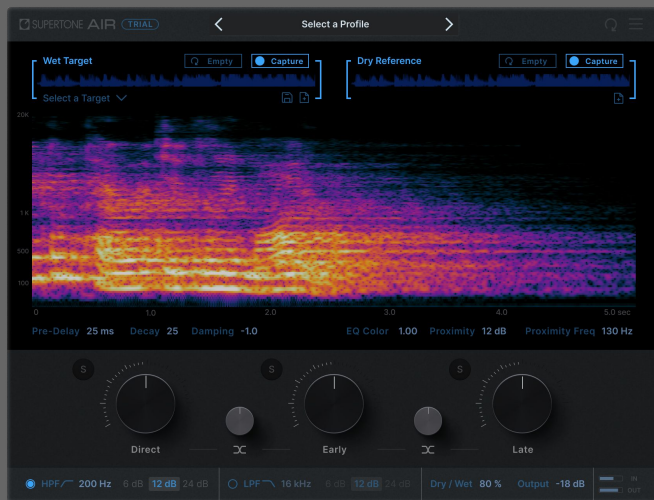 SUPERTONE AIR TRIAL Select a Profile
Wet Target Empty Capture
Dry Reference Empty Capture
Select a Target
20K
1K
500
100
0 1.0 2.0 3.0 4.0 5.0 sec
Pre-Delay 25 ms Decay 25 Damping -1.0 EQ Color 1.00 Proximity 12 dB Proximity Freq 130 Hz
S S S
Direct Early Late
HPF 200 Hz 6 dB 12 dB 24 dB LPF 16 kHz 6 dB 12 dB 24 dB Dry / Wet 80 % Output -18 dB IN
OUT